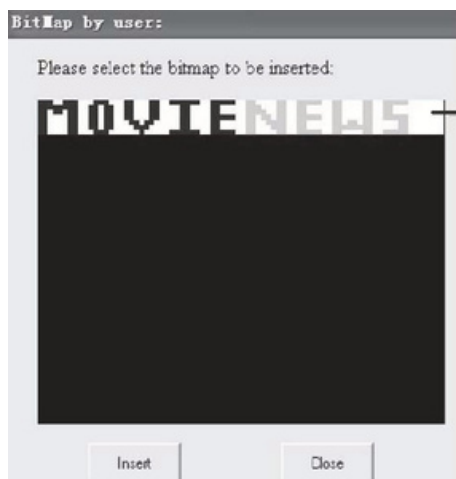 BitMap by user:
Please select the bitmap to be inserted:
MOVIENEWS
Insert Close